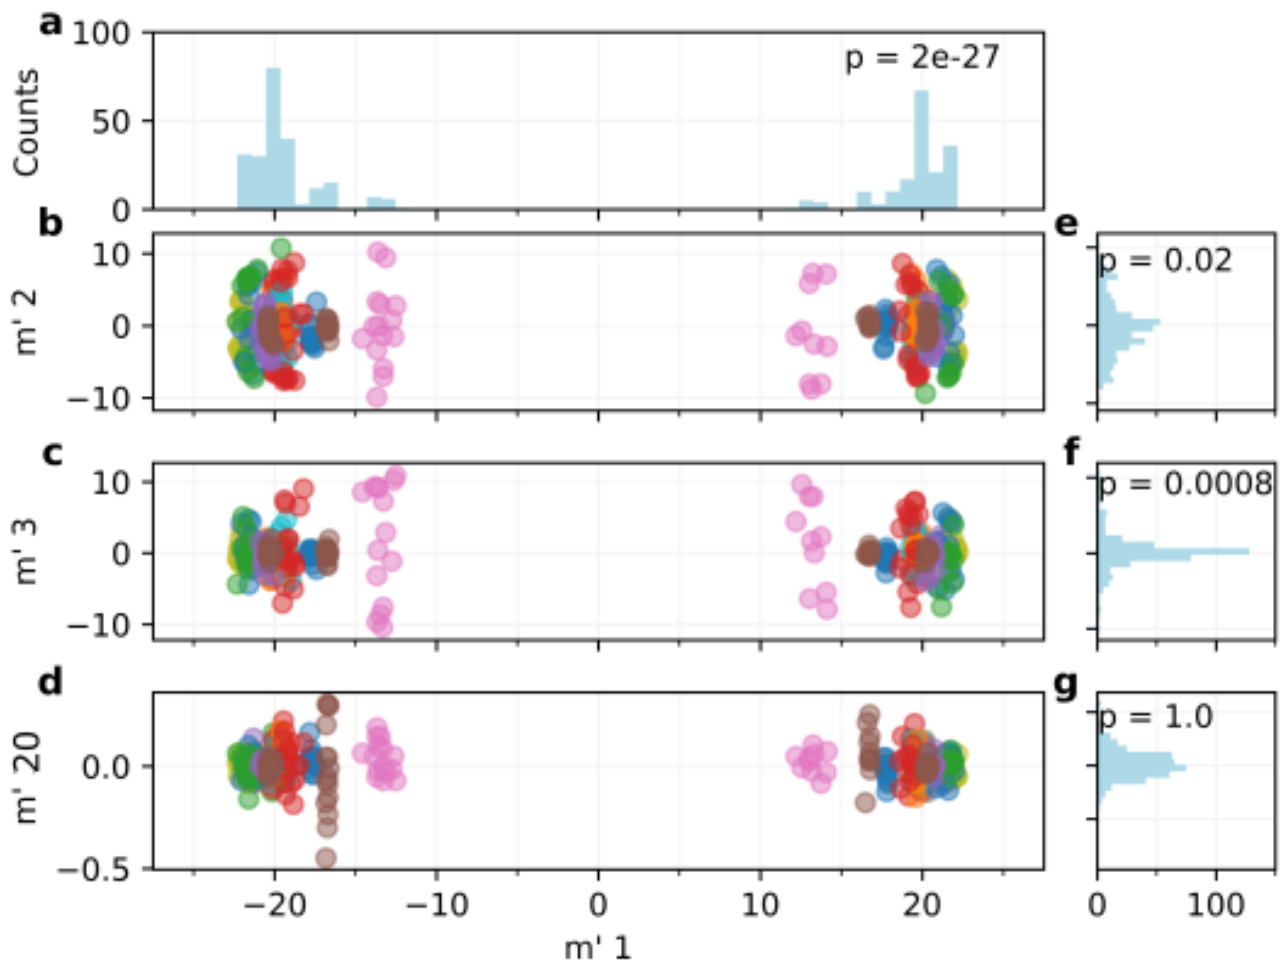 a
100
p = 2e-27
Counts
50
0
b
e
10
p = 0.02
m' 2
0
−10
c
f
10
p = 0.0008
m' 3
0
−10
d
g
p = 1.0
m' 20
0.0
−0.5
−20 −10 0 10 20 0 100
m' 1